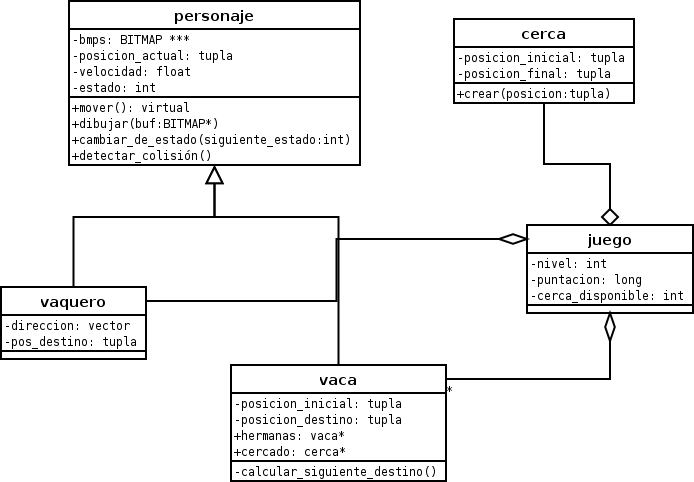 personaje
-bmps: BITMAP ***
-posicion_actual: tupla
-velocidad: float
-estado: int
+mover(): virtual
+dibujar(buf:BITMAP*)
+cambiar_de_estado(siguiente_estado:int)
+detectar_colisión()
cerca
-posicion_inicial: tupla
-posicion_final: tupla
+crear(posicion:tupla)
juego
-nivel: int
-puntacion: long
-cerca_disponible: int
vaquero
-direccion: vector
-pos_destino: tupla
vaca
-posicion_inicial: tupla
-posicion_destino: tupla
+hermanas: vaca*
+cercado: cerca*
-calcular_siguiente_destino()
*